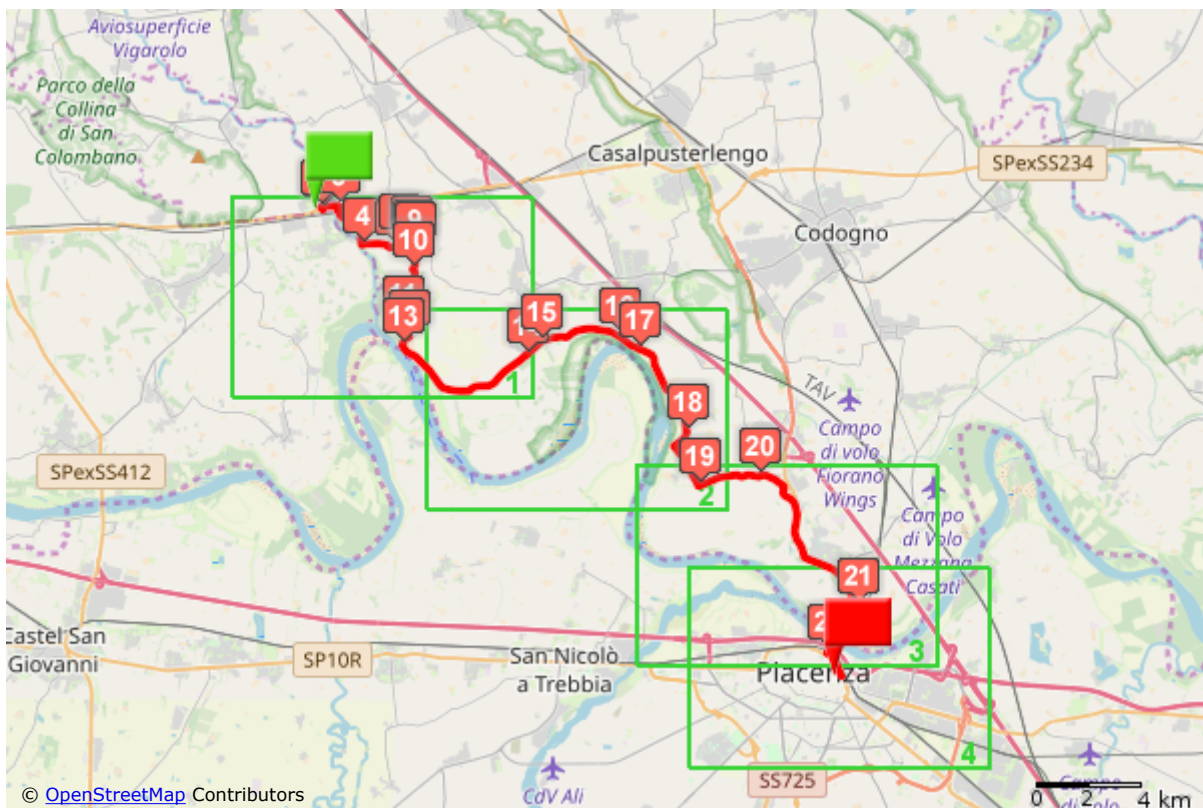 Aviosuperficie
Vigarolo
Parco della
Collina
di San
Colombano
Casalpusterlengo
SPexSS234
4
9
10
Codogno
13
15
17
1
TAV
18
Campo
di volo
Fiorano
Wings
20
19
SPexSS412
2
Campo
di Volo
Mezzana
Casati
21
Castel San
Giovanni
SP10R
San Nicolò
a Trebbia
3
Piacenza
4
SS725
CdV Ali
0 2 4 km
© OpenStreetMap Contributors